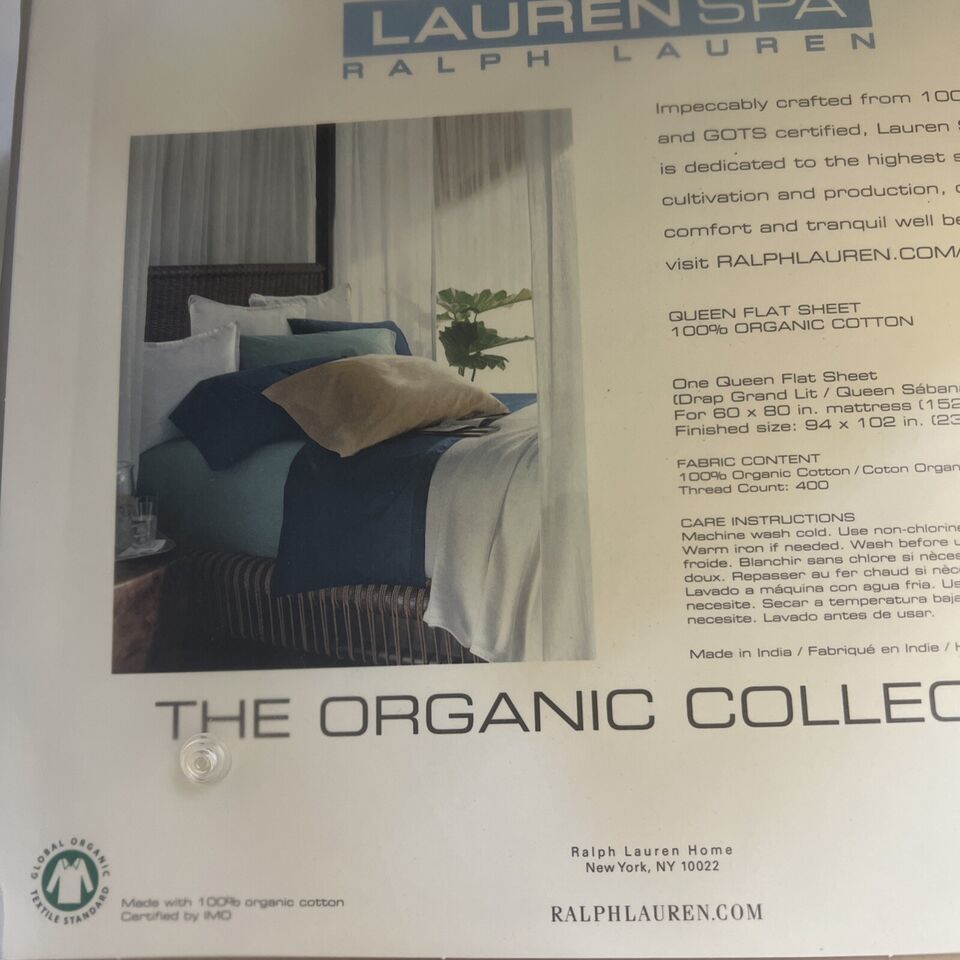 LAUREN SPA
RALPH LAUREN
Impeccably crafted from 100
and GOTS certified, Lauren
is dedicated to the highest
cultivation and production,
comfort and tranquil well be
visit RALPHLAUREN.COM/
QUEEN FLAT SHEET
100% ORGANIC COTTON
One Queen Flat Sheet
(Drap Grand Lit / Queen Sában
For 60 x 80 in. mattress (152
Finished size: 94 x 102 in. (23
FABRIC CONTENT
100% Organic Cotton / Coton Organ
Thread Count: 400
CARE INSTRUCTIONS
Machine wash cold. Use non-chlorine
Warm iron if needed. Wash before u
froide. Blanchir sans chlore si nèces
doux. Repasser au fer chaud si nèc
Lavado a máquina con agua fria. Us
necesite. Secar a temperatura baja
necesite. Lavado antes de usar.
Made in India / Fabriqué en Indie / H
THE ORGANIC COLLEC
GLOBAL ORGANIC TEXTILE STANDARD
Made with 100% organic cotton
Certified by IMO
Ralph Lauren Home
New York, NY 10022
RALPHLAUREN.COM